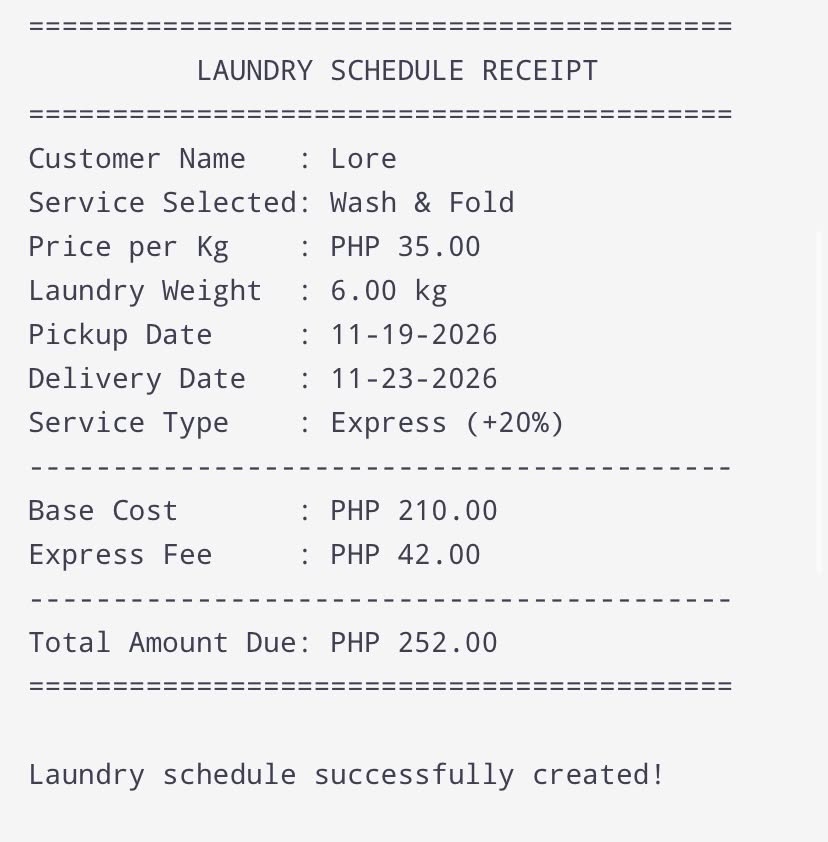 ==========================================
LAUNDRY SCHEDULE RECEIPT
==========================================
Customer Name   : Lore
Service Selected: Wash & Fold
Price per Kg    : PHP 35.00
Laundry Weight  : 6.00 kg
Pickup Date     : 11-19-2026
Delivery Date   : 11-23-2026
Service Type    : Express (+20%)
------------------------------------------
Base Cost       : PHP 210.00
Express Fee     : PHP 42.00
------------------------------------------
Total Amount Due: PHP 252.00
==========================================
Laundry schedule successfully created!